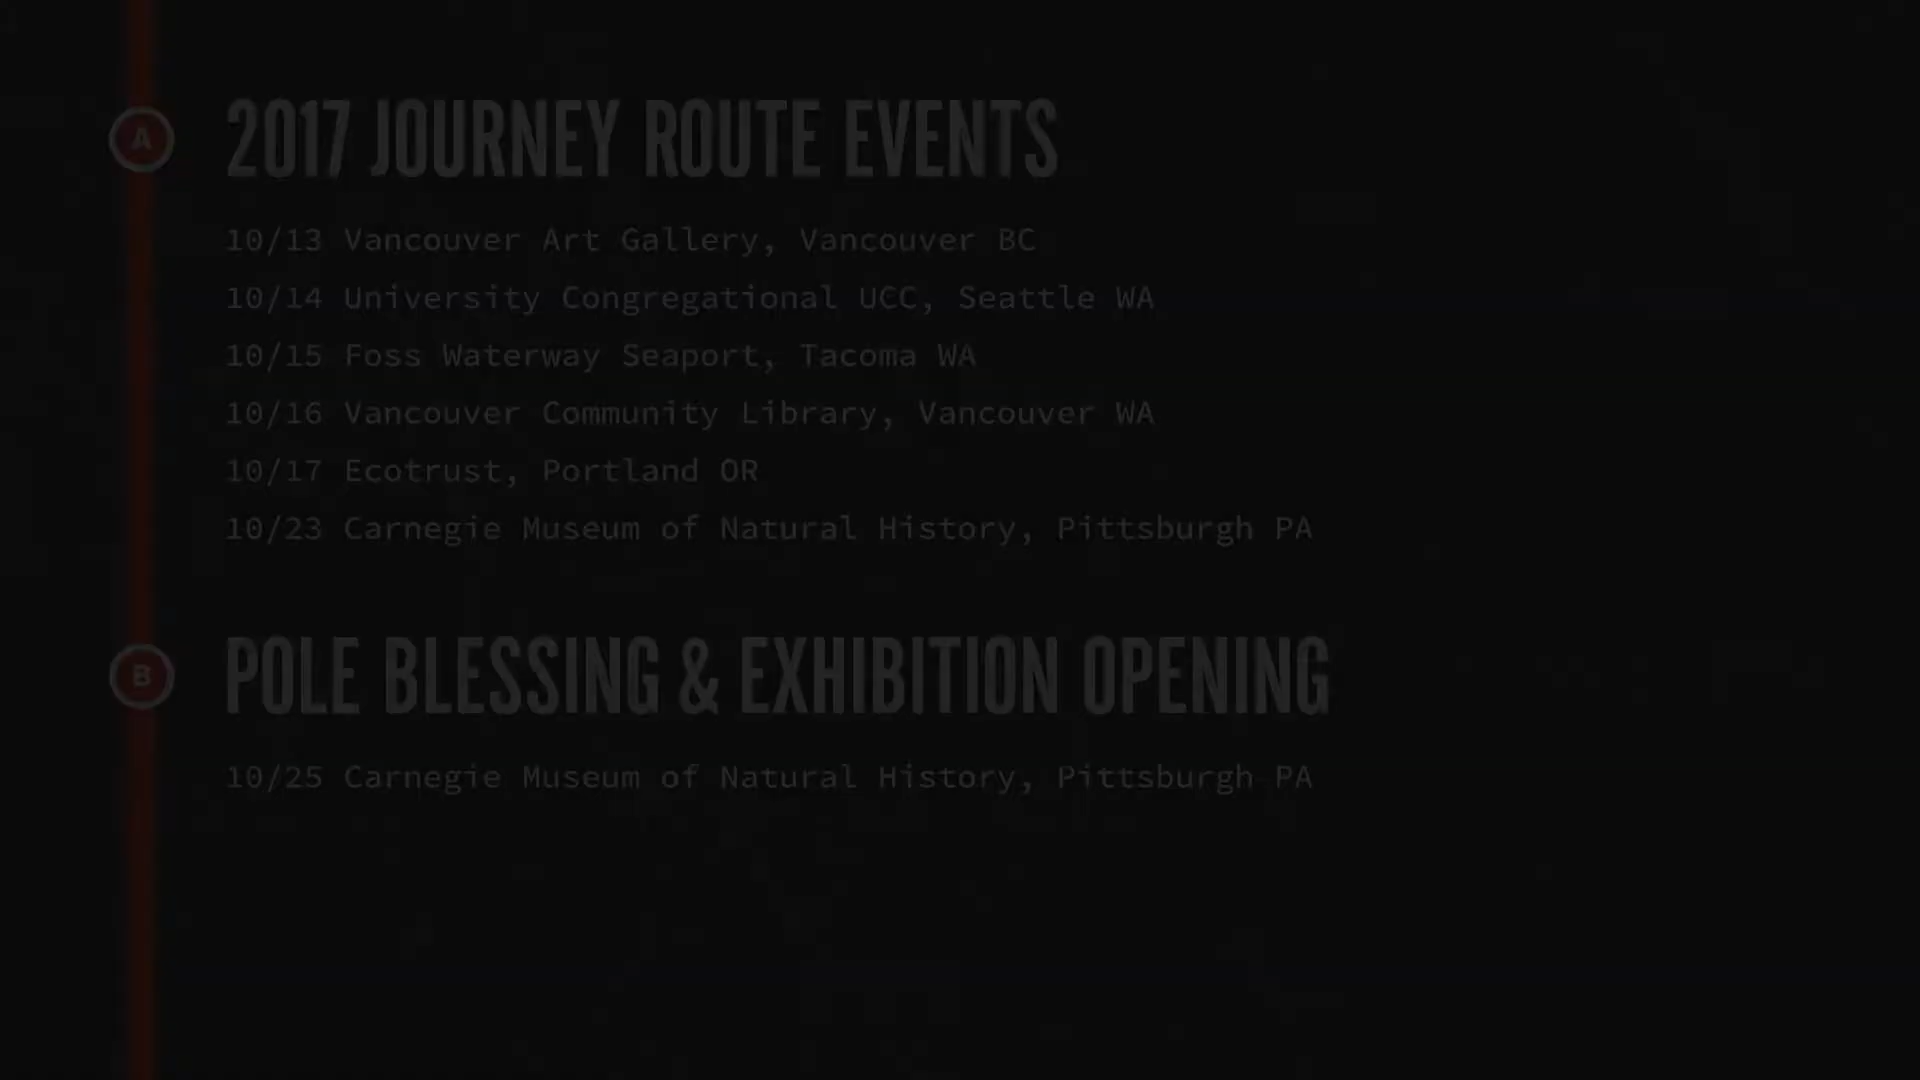 A
2017 JOURNEY ROUTE EVENTS
10/13 Vancouver Art Gallery, Vancouver BC
10/14 University Congregational UCC, Seattle WA
10/15 Foss Waterway Seaport, Tacoma WA
10/16 Vancouver Community Library, Vancouver WA
10/17 Ecotrust, Portland OR
10/23 Carnegie Museum of Natural History, Pittsburgh PA
B
POLE BLESSING & EXHIBITION OPENING
10/25 Carnegie Museum of Natural History, Pittsburgh PA